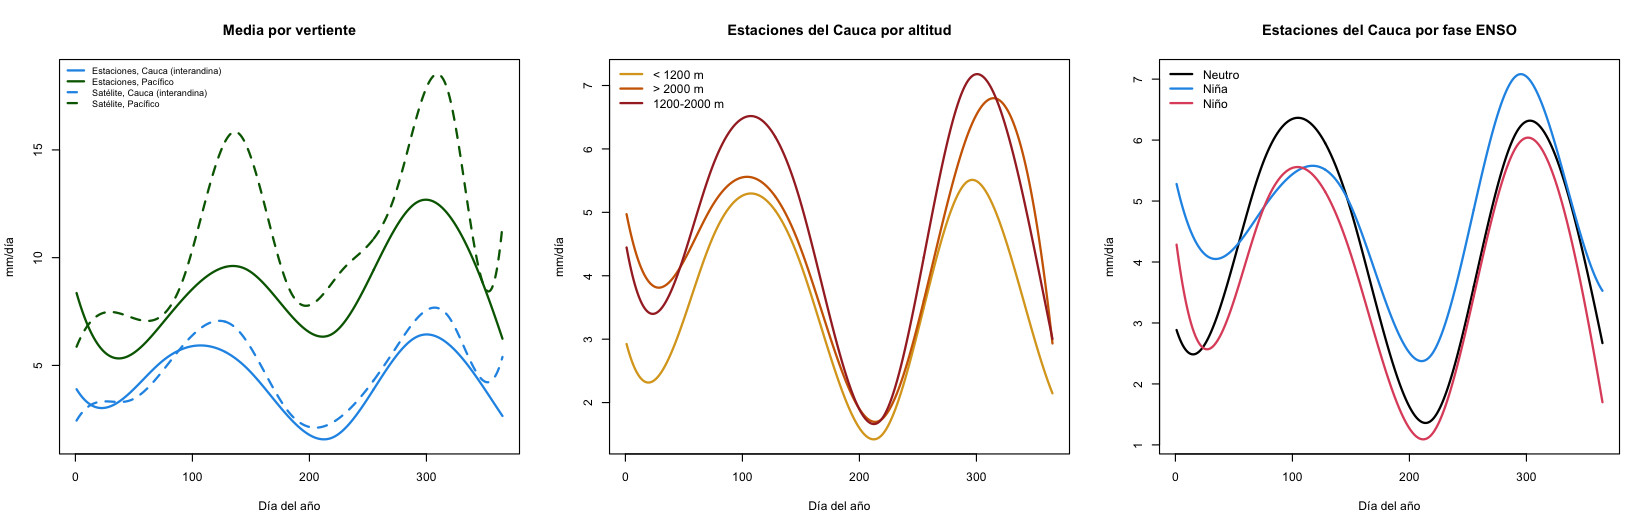 Media por vertiente
Estaciones, Cauca (interandina)
Estaciones, Pacífico
Satélite, Cauca (interandina)
Satélite, Pacífico
mm/día
15
10
5
0
100
200
300
Día del año
Estaciones del Cauca por altitud
< 1200 m
> 2000 m
1200-2000 m
mm/día
7
6
5
4
3
2
0
100
200
300
Día del año
Estaciones del Cauca por fase ENSO
Neutro
Niña
Niño
mm/día
7
6
5
4
3
2
1
0
100
200
300
Día del año